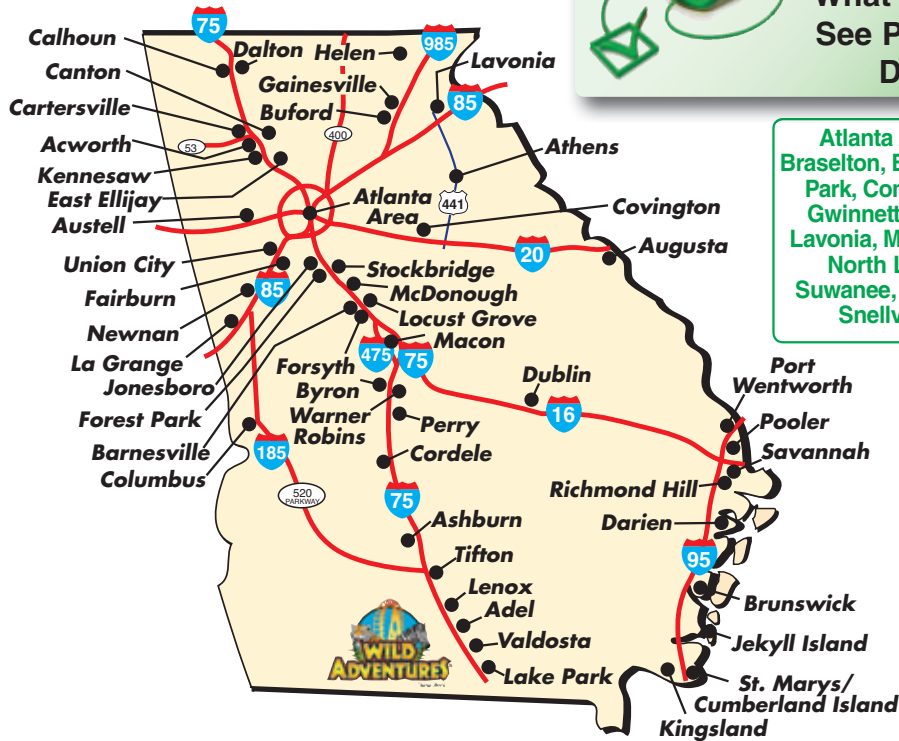 What
See P
D
Atlanta
Braselton,
Park, Con
Gwinnett
Lavonia, M
North L
Suwanee,
Snellv
75
985
Calhoun
Dalton
Helen
Lavonia
Canton
Gainesville
85
Cartersville
Buford
400
53
Acworth
Athens
Kennesaw
East Ellijay
441
Atlanta
Area
Covington
Austell
20
Augusta
Union City
Stockbridge
85
Fairburn
McDonough
Locust Grove
Newnan
Macon
La Grange
475
75
Forsyth
Jonesboro
Byron
Dublin
Port
Wentworth
Forest Park
Warner
Robins
16
Perry
Pooler
Barnesville
185
Cordele
Savannah
Columbus
520
PARKWAY
75
Richmond Hill
Ashburn
Darien
Tifton
95
Lenox
Adel
Brunswick
WILD
ADVENTURES
Valdosta
Jekyll Island
Lake Park
St. Marys/
Cumberland Island
Kingsland